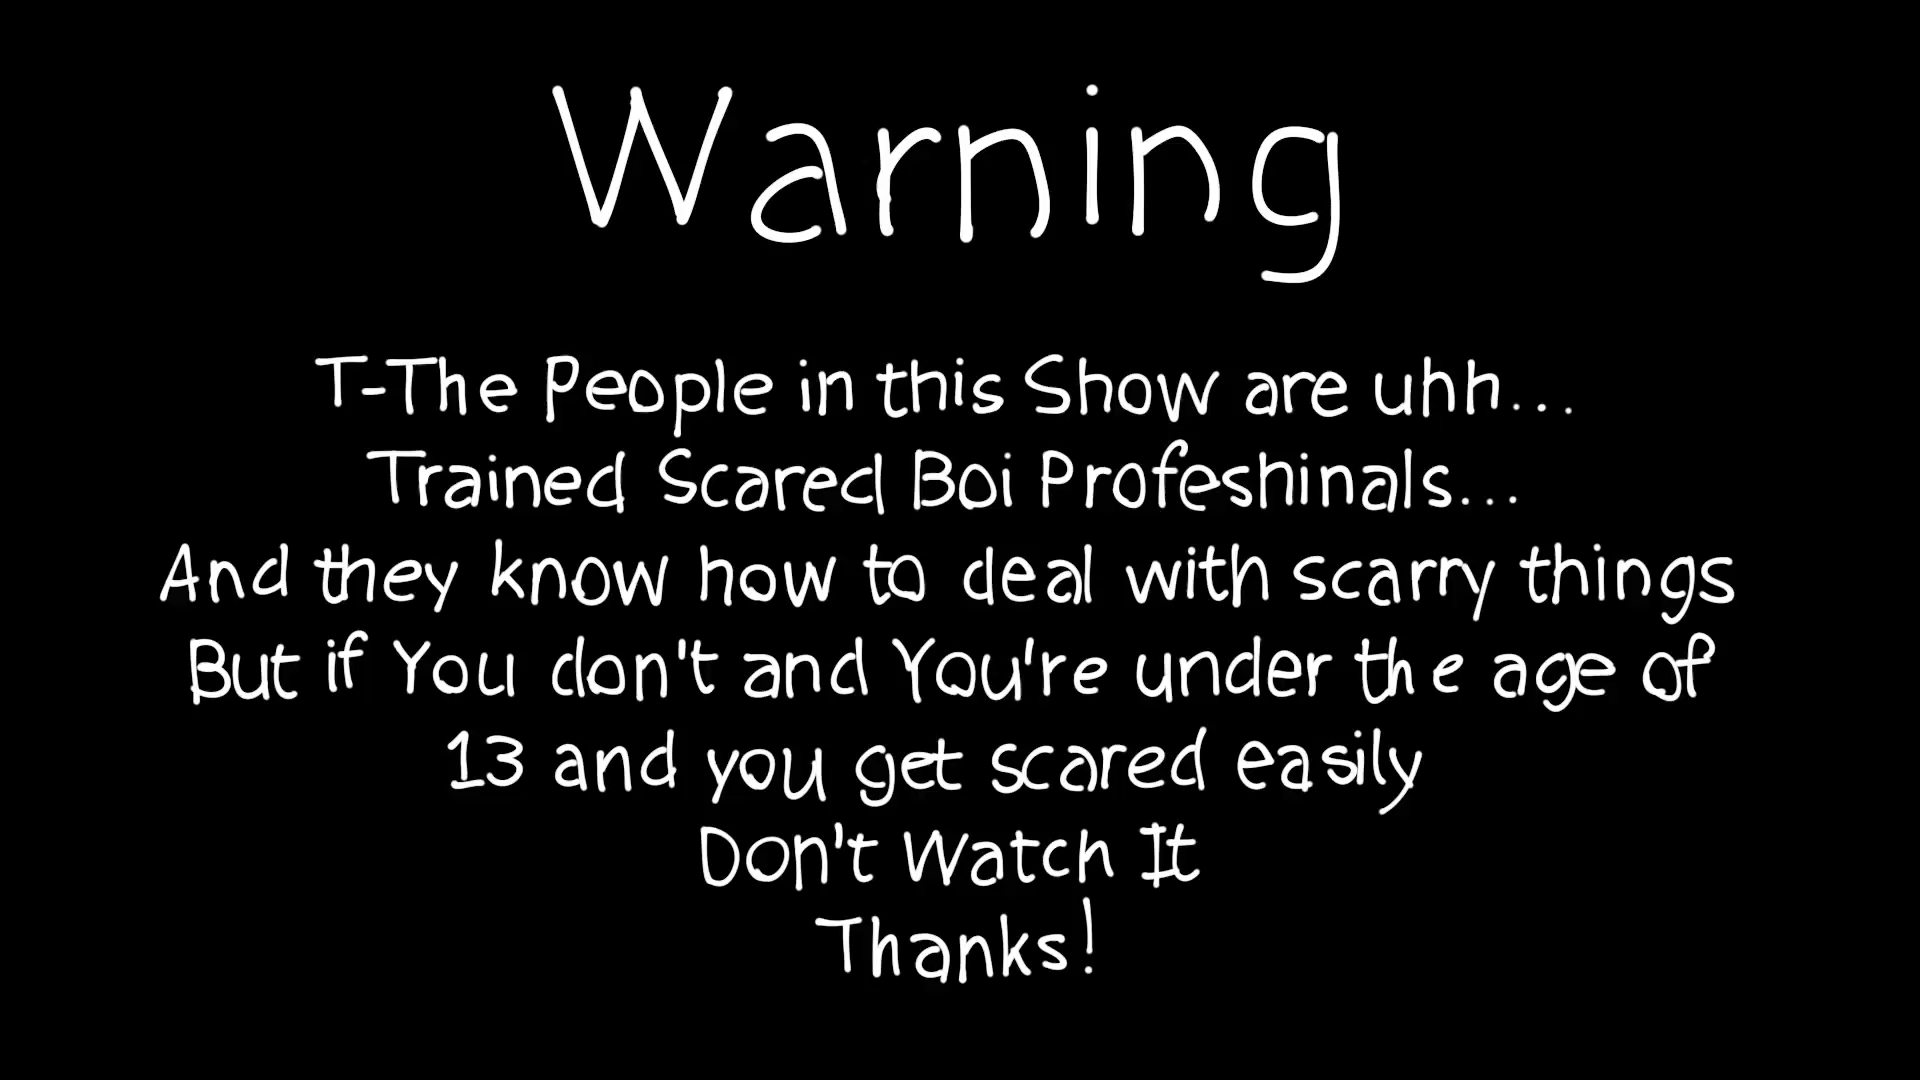 Warning
T-The People in this Show are uhh...
Trained Scared Boi Profeshinals...
And they know how to deal with scarry things
But if You don't and You're under the age of
13 and you get scared easily
Don't Watch It
Thanks!